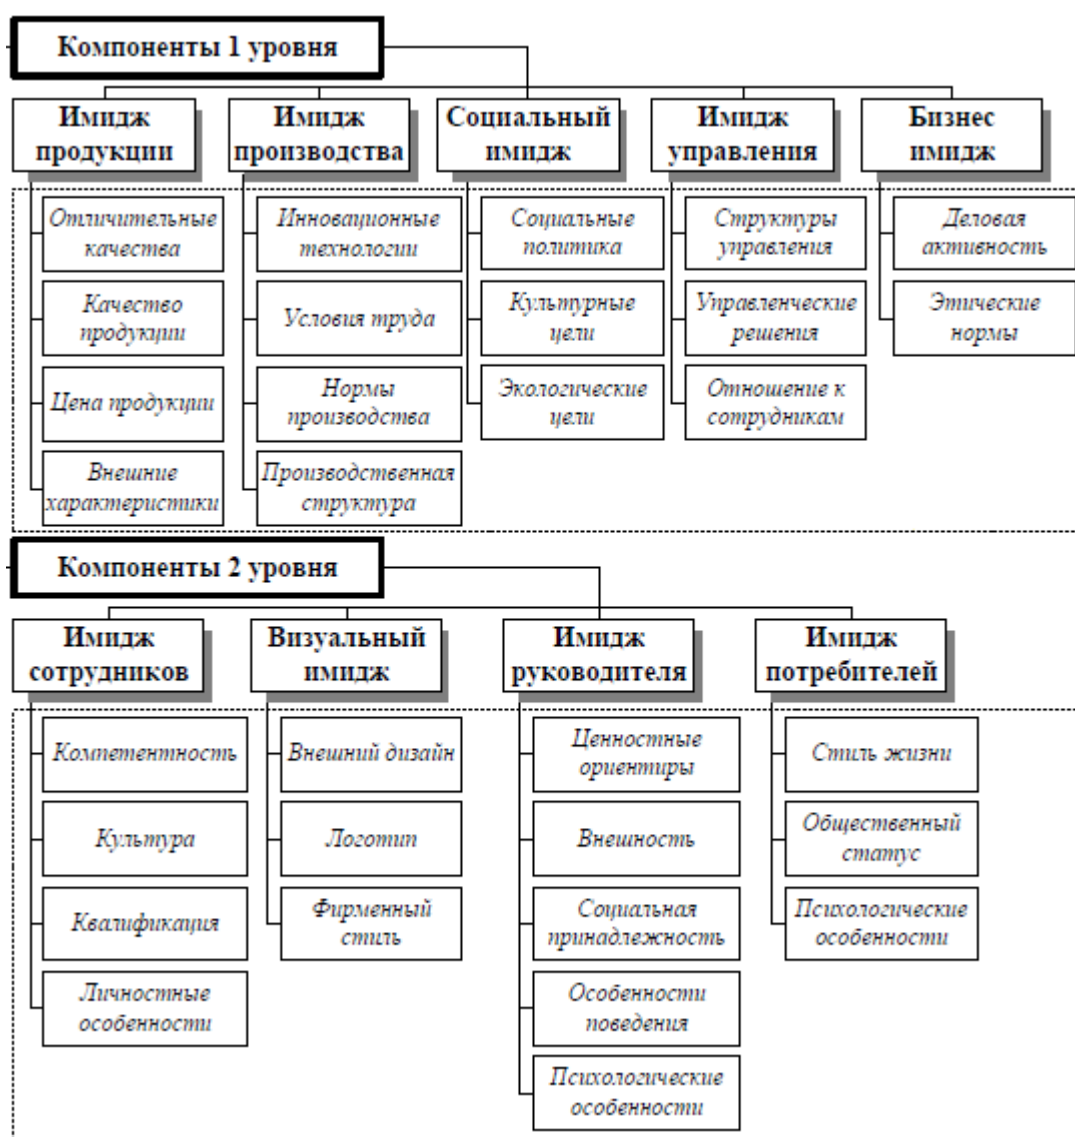 Компоненты 1 уровня
Имидж
продукции
Отличительные
качества
Качество
продукции
Цена продукции
Внешние
характеристики
Имидж
производства
Инновационные
технологии
Условия труда
Нормы
производства
Производственная
структура
Социальный
имидж
Социальные
политика
Культурные
цели
Экологические
цели
Имидж
управления
Структуры
управления
Управленческие
решения
Отношение к
сотрудникам
Бизнес
имидж
Деловая
активность
Этические
нормы
Компоненты 2 уровня
Имидж
сотрудников
Компетентность
Культура
Квалификация
Личностные
особенности
Визуальный
имидж
Внешний дизайн
Логотип
Фирменный
стиль
Имидж
руководителя
Ценностные
ориентиры
Внешность
Социальная
принадлежность
Особенности
поведения
Психологические
особенности
Имидж
потребителей
Стиль жизни
Общественный
статус
Психологические
особенности